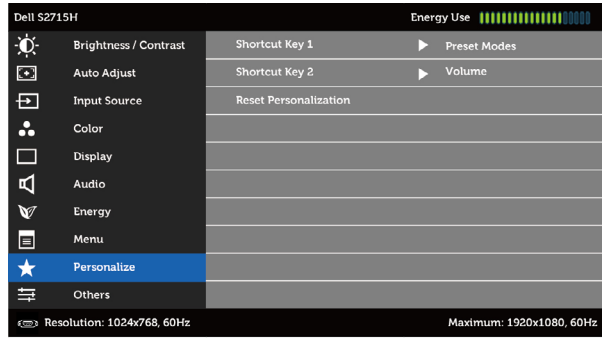 Dell S2715H Energy Use
Brightness / Contrast Shortcut Key 1 Preset Modes
Auto Adjust Shortcut Key 2 Volume
Input Source Reset Personalization
Color
Display
Audio
Energy
Menu
Personalize
Others
Resolution: 1024x768, 60Hz Maximum: 1920x1080, 60Hz